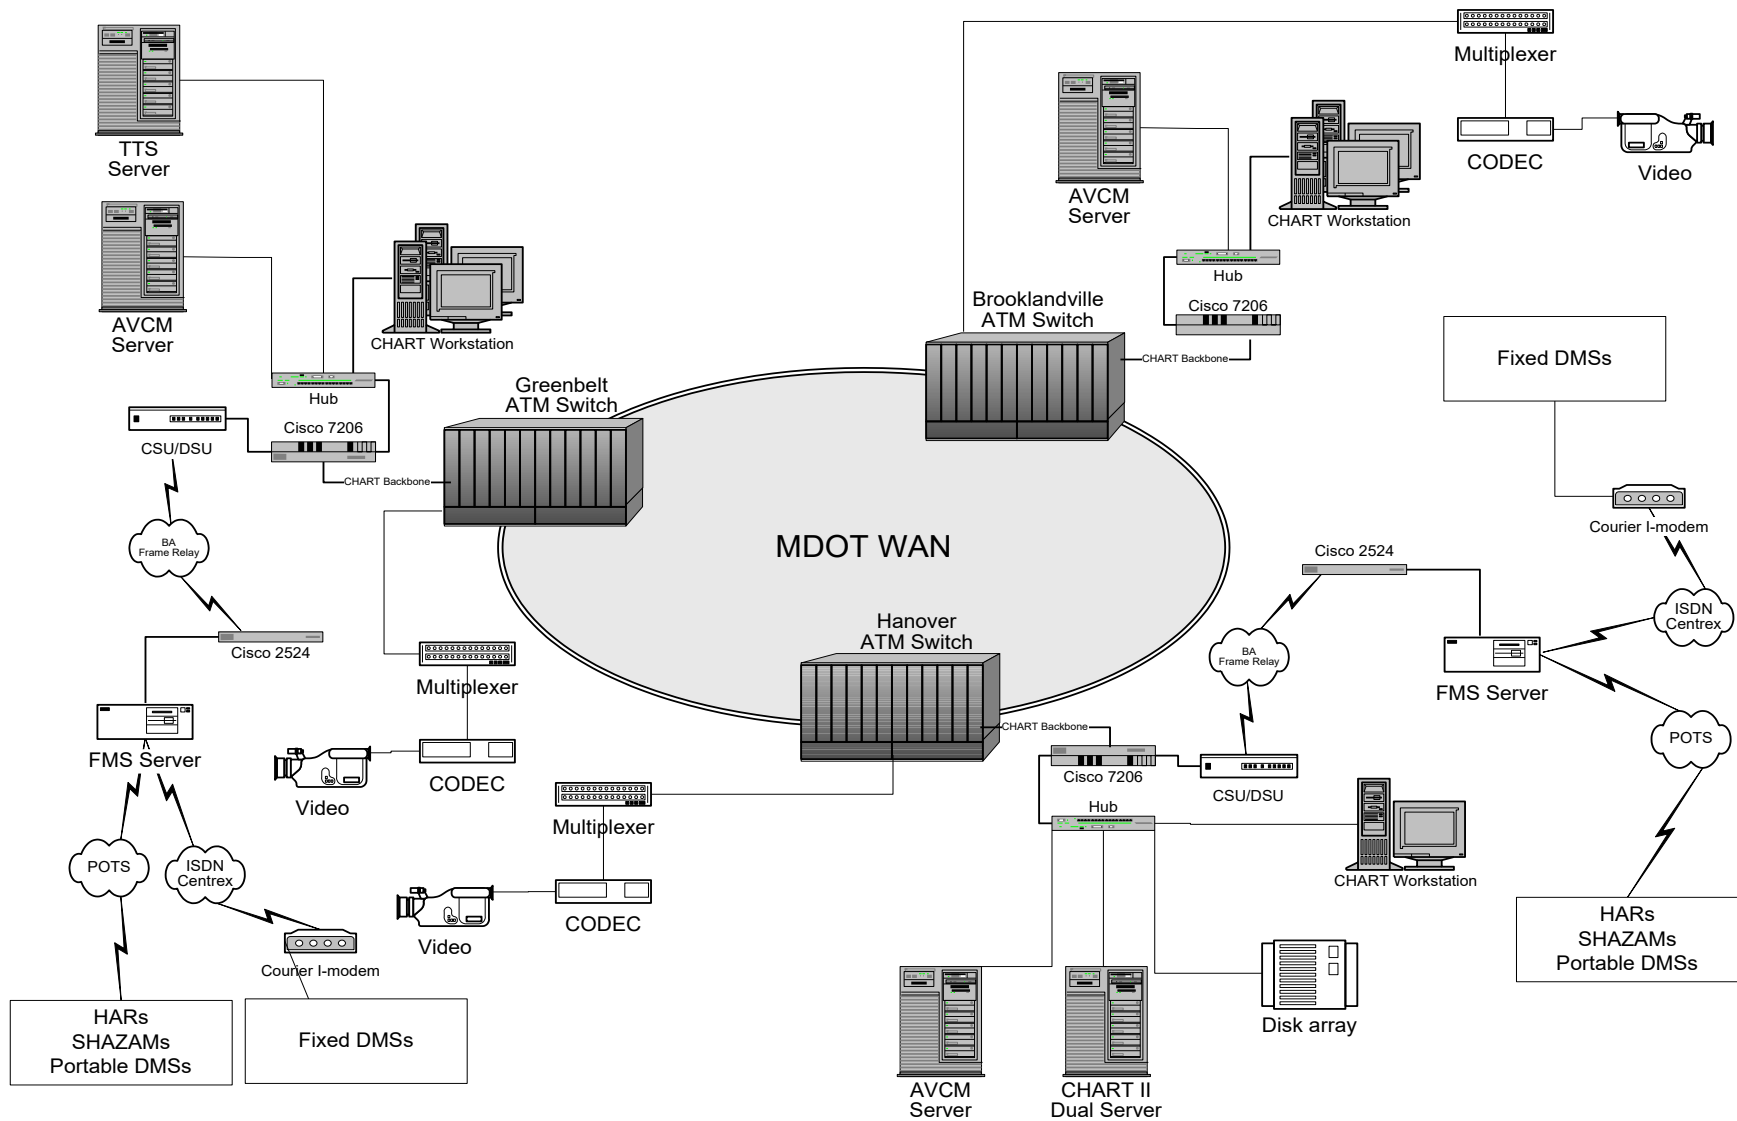 TTS
Server
AVCM
Server
CHART Workstation
Hub
Cisco 7206
CSU/DSU
CHART Backbone
Greenbelt
ATM Switch
BA
Frame Relay
Cisco 2524
FMS Server
POTS
ISDN
Centrex
Courier I-modem
HARs
SHAZAMs
Portable DMSs
Fixed DMSs
Multiplexer
CODEC
Video
MDOT WAN
Brooklandville
ATM Switch
CHART Backbone
Cisco 7206
Hub
AVCM
Server
CHART Workstation
Multiplexer
CODEC
Video
Hanover
ATM Switch
CHART Backbone
Cisco 7206
Hub
CSU/DSU
Multiplexer
CODEC
Video
CHART Workstation
AVCM
Server
CHART II
Dual Server
Disk array
BA
Frame Relay
Cisco 2524
FMS Server
Fixed DMSs
Courier I-modem
ISDN
Centrex
POTS
HARs
SHAZAMs
Portable DMSs